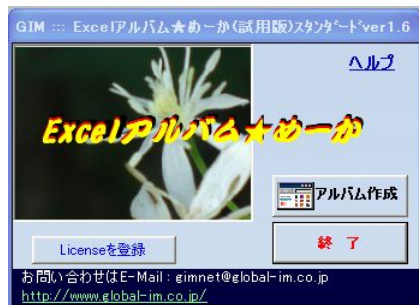 GIM ::: Excelアルバム★めーか(試用版)スタンダードver1.6
ヘルプ
Excelアルバム★めーか
アルバム作成
Licenseを登録
終 了
お問い合わせはE-Mail : gimnet@global-im.co.jp
http://www.global-im.co.jp/